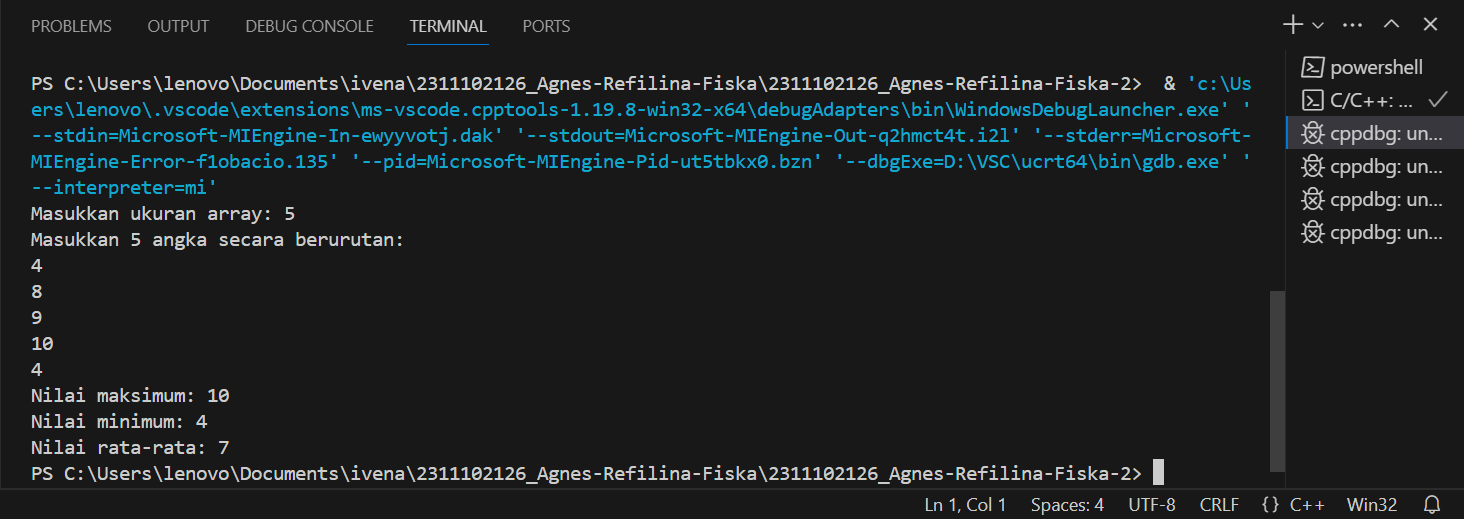 PROBLEMS OUTPUT DEBUG CONSOLE TERMINAL PORTS
PS C:\Users\lenovo\Documents\ivena\2311102126_Agnes-Refilina-Fiska\2311102126_Agnes-Refilina-Fiska-2>  & 'c:\Us
ers\lenovo\.vscode\extensions\ms-vscode.cpptools-1.19.8-win32-x64\debugAdapters\bin\WindowsDebugLauncher.exe' '
--stdin=Microsoft-MIEngine-In-ewyyvotj.dak' '--stdout=Microsoft-MIEngine-Out-q2hmct4t.i2l' '--stderr=Microsoft-
MIEngine-Error-f1obacio.135' '--pid=Microsoft-MIEngine-Pid-ut5tbkx0.bzn' '--dbgExe=D:\VSC\ucrt64\bin\gdb.exe' '
--interpreter=mi'
Masukkan ukuran array: 5
Masukkan 5 angka secara berurutan:
4
8
9
10
4
Nilai maksimum: 10
Nilai minimum: 4
Nilai rata-rata: 7
PS C:\Users\lenovo\Documents\ivena\2311102126_Agnes-Refilina-Fiska\2311102126_Agnes-Refilina-Fiska-2>
powershell
C/C++: ...
cppdbg: un...
cppdbg: un...
cppdbg: un...
cppdbg: un...
Ln 1, Col 1 Spaces: 4 UTF-8 CRLF {} C++ Win32